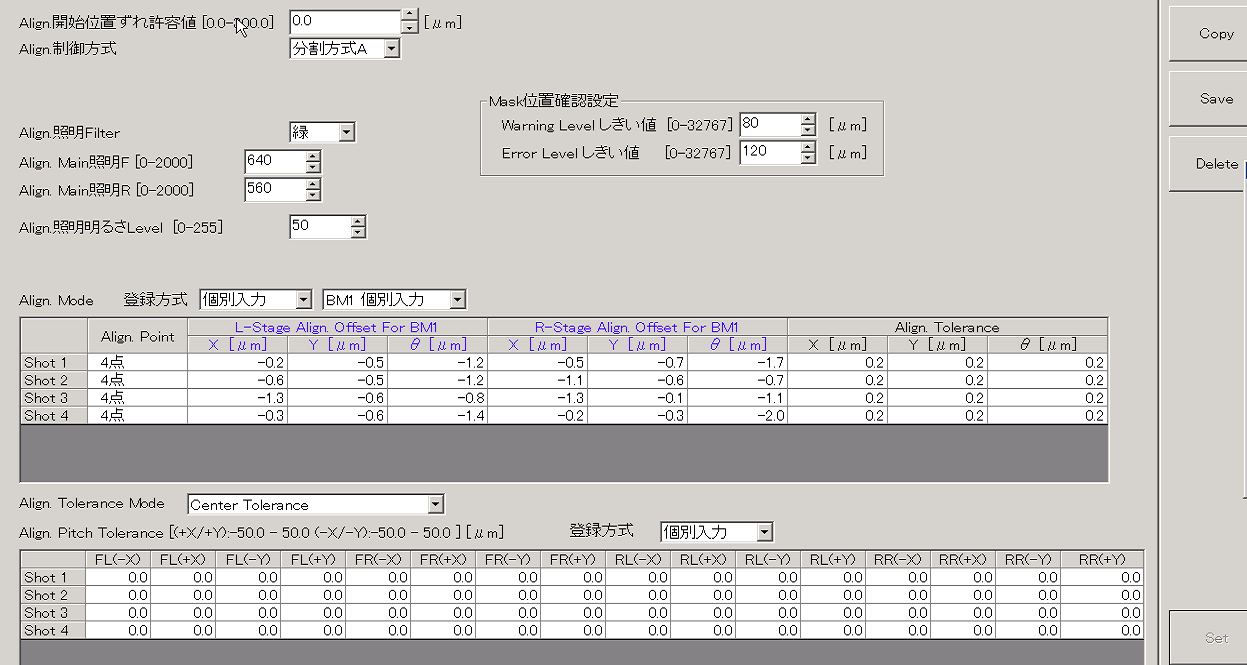 Align.開始位置ずれ許容値 [0.0-200.0] 0.0 [μm]
Align.制御方式 分割方式A
Copy
Save
Delete
Mask位置確認設定
Warning Levelしきい値 [0-32767] 80 [μm]
Error Levelしきい値 [0-32767] 120 [μm]
Align.照明Filter 緑
Align. Main照明F [0-2000] 640
Align. Main照明R [0-2000] 560
Align.照明明るさLevel [0-255] 50
Align. Mode 登録方式 個別入力 BM1 個別入力
Align. Point L-Stage Align. Offset For BM1 R-Stage Align. Offset For BM1 Align. Tolerance
X [μm] Y [μm] θ [μm] X [μm] Y [μm] θ [μm] X [μm] Y [μm] θ [μm]
Shot 1 4点 -0.2 -0.5 -1.2 -0.5 -0.7 -1.7 0.2 0.2 0.2
Shot 2 4点 -0.6 -0.5 -1.2 -1.1 -0.6 -0.7 0.2 0.2 0.2
Shot 3 4点 -1.3 -0.6 -0.8 -1.3 -0.1 -1.1 0.2 0.2 0.2
Shot 4 4点 -0.3 -0.6 -1.4 -0.2 -0.3 -2.0 0.2 0.2 0.2
Align. Tolerance Mode Center Tolerance
Align. Pitch Tolerance [(+X/+Y):-50.0 - 50.0 (-X/-Y):-50.0 - 50.0 ] [μm] 登録方式 個別入力
FL(-X) FL(+X) FL(-Y) FL(+Y) FR(-X) FR(+X) FR(-Y) FR(+Y) RL(-X) RL(+X) RL(-Y) RL(+Y) RR(-X) RR(+X) RR(-Y) RR(+Y)
Shot 1 0.0 0.0 0.0 0.0 0.0 0.0 0.0 0.0 0.0 0.0 0.0 0.0 0.0 0.0 0.0 0.0
Shot 2 0.0 0.0 0.0 0.0 0.0 0.0 0.0 0.0 0.0 0.0 0.0 0.0 0.0 0.0 0.0 0.0
Shot 3 0.0 0.0 0.0 0.0 0.0 0.0 0.0 0.0 0.0 0.0 0.0 0.0 0.0 0.0 0.0 0.0
Shot 4 0.0 0.0 0.0 0.0 0.0 0.0 0.0 0.0 0.0 0.0 0.0 0.0 0.0 0.0 0.0 0.0
Set